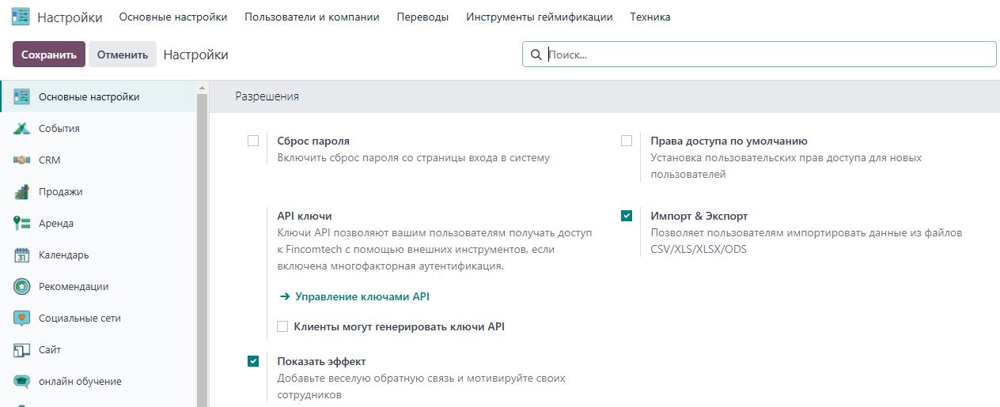 Настройки Основные настройки Пользователи и компании Переводы Инструменты геймификации Техника
Сохранить Отменить Настройки Поиск...
Основные настройки
События
CRM
Продажи
Аренда
Календарь
31
Рекомендации
Социальные сети
Сайт
онлайн обучение
Разрешения
Сброс пароля
Включить сброс пароля со страницы входа в систему
Права доступа по умолчанию
Установка пользовательских прав доступа для новых
пользователей
API ключи
Ключи API позволяют вашим пользователям получать доступ
к Fincomtech с помощью внешних инструментов, если
включена многофакторная аутентификация.
Управление ключами API
Клиенты могут генерировать ключи API
Импорт & Экспорт
Позволяет пользователям импортировать данные из файлов
CSV/XLS/XLSX/ODS
Показать эффект
Добавьте веселую обратную связь и мотивируйте своих
сотрудников